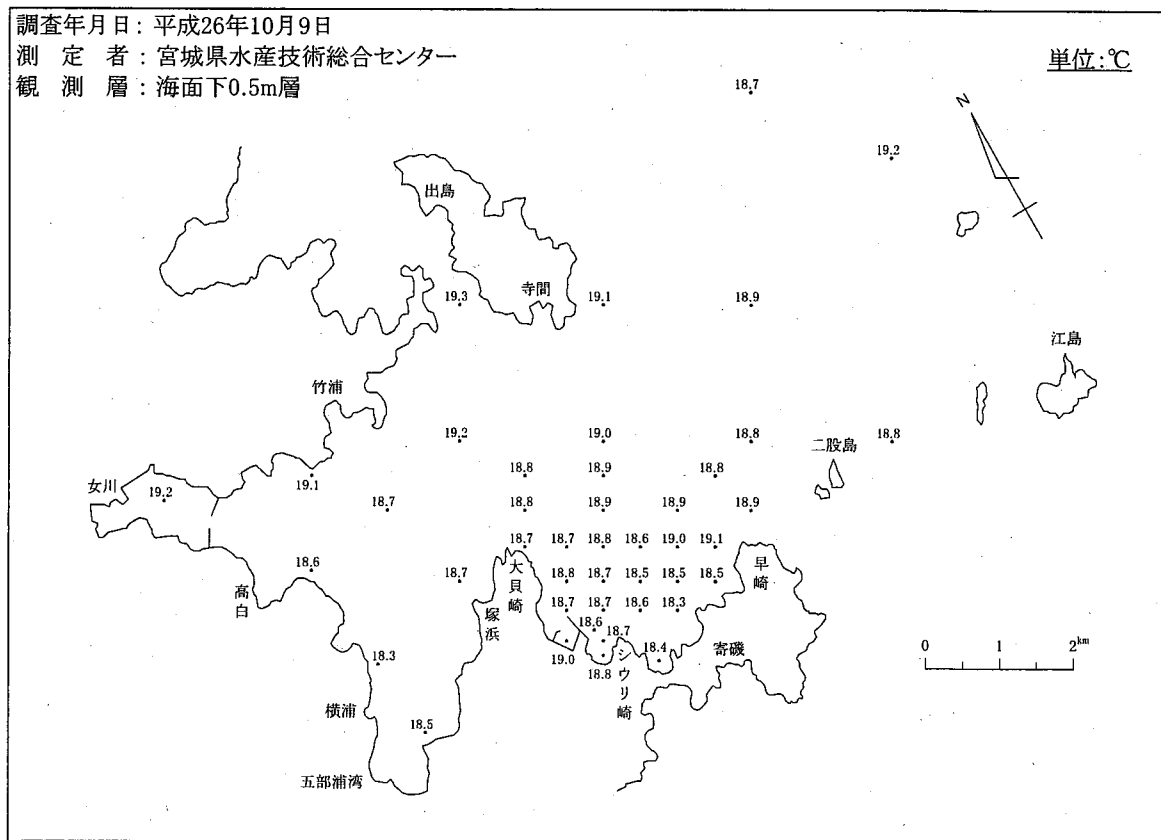 調査年月日：平成26年10月9日
測定者：宮城県水産技術総合センター
観測層：海面下0.5m層
単位：℃
18.7
N
19.2
出島
寺間
19.3
19.1
18.9
江島
竹浦
19.2
19.0
18.8
二股島
18.8
女川
19.2
19.1
18.8
18.9
18.8
18.7
18.8
18.9
18.9
18.9
18.7
18.7
18.8
18.6
19.0
19.1
18.6
18.7
大貝崎
18.8
18.7
18.5
18.5
18.5
早崎
高白
塚浜
18.7
18.7
18.6
18.3
18.6
18.7
19.0
18.8
シウリ崎
18.4
寄磯
0 1 2km
18.3
横浦
18.5
五部浦湾